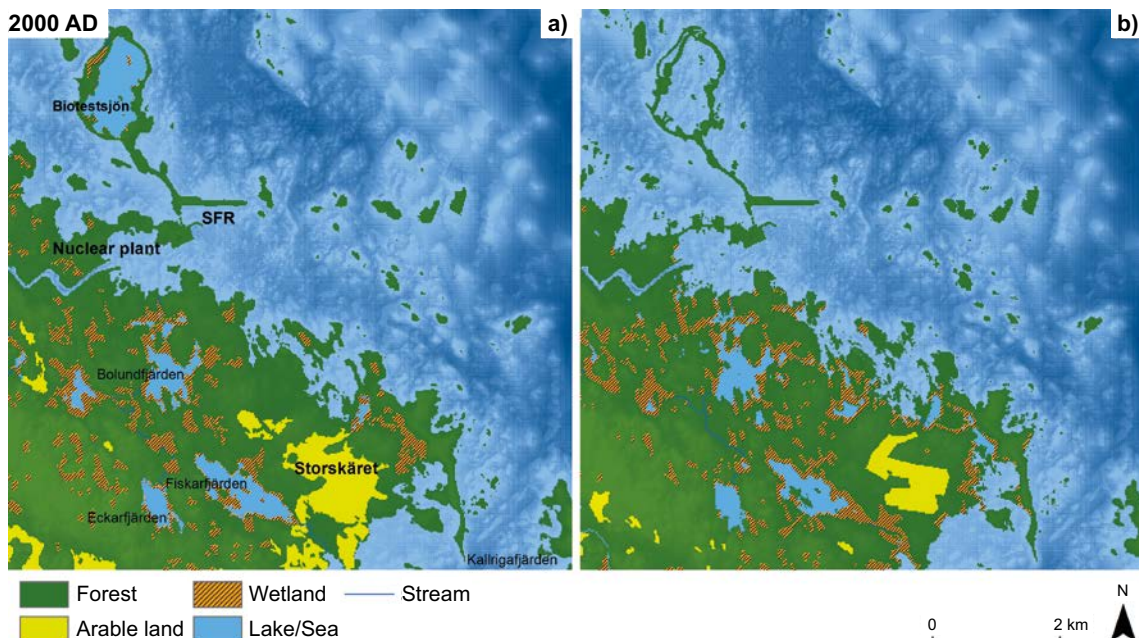 2000 AD
a)
b)
Biotestsjön
SFR
Nuclear plant
Bolundfjärden
Storskäret
Fiskarfjärden
Eckarfjärden
Kallrigafjärden
Forest
Wetland
Stream
N
Arable land
Lake/Sea
0
2 km